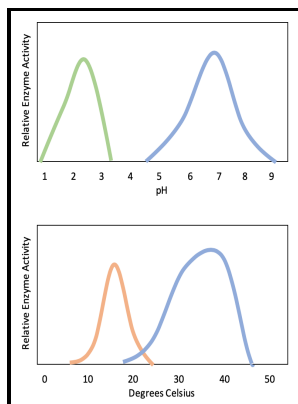 Relative Enzyme Activity
1 2 3 4 5 6 7 8 9
pH
Relative Enzyme Activity
0 10 20 30 40 50
Degrees Celsius